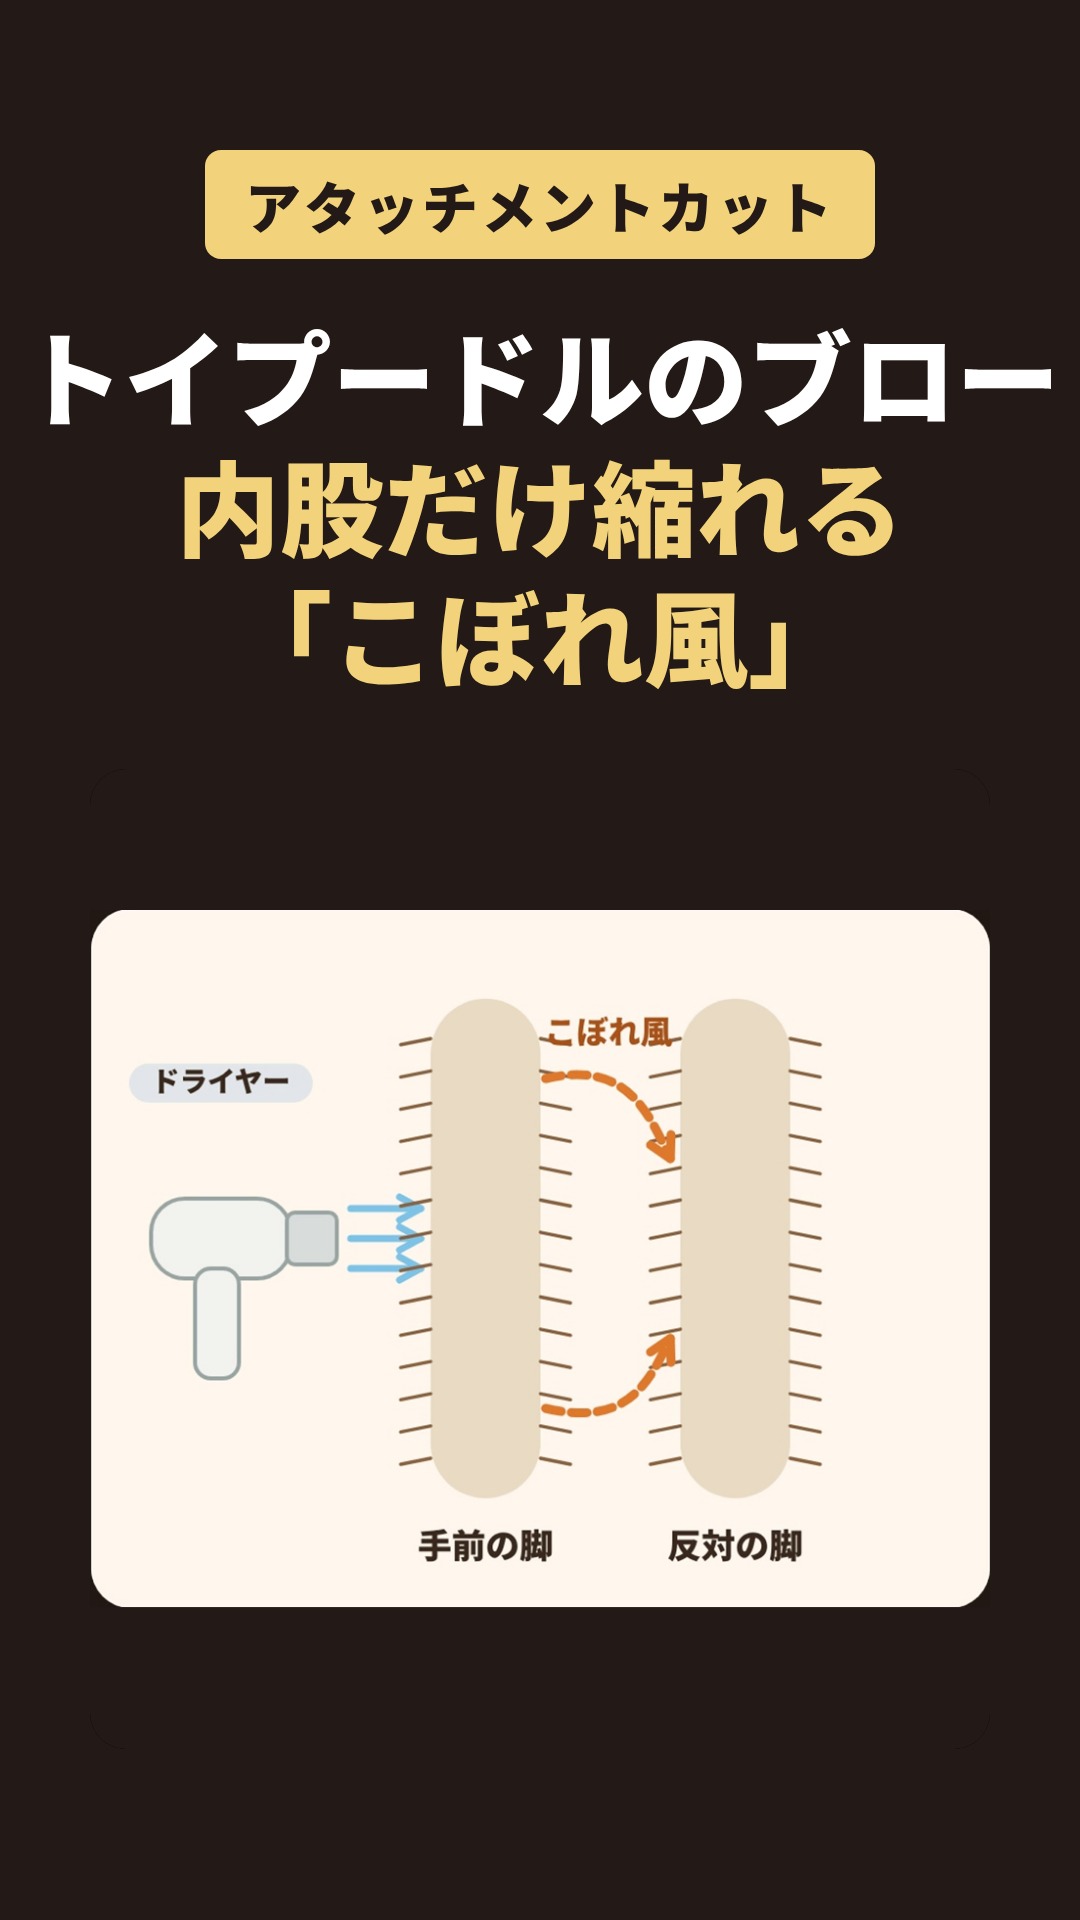 アタッチメントカット
トイプードルのブロー
内股だけ縮れる
「こぼれ風」
こぼれ風
ドライヤー
手前の脚
反対の脚